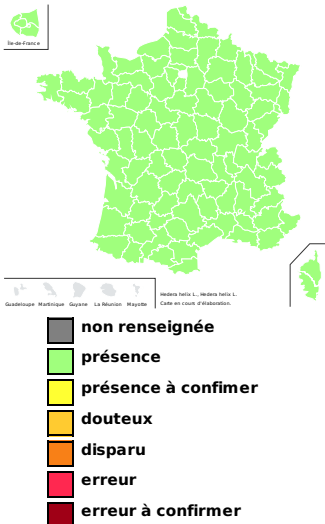 Île-de-France
Guadeloupe Martinique Guyane La Réunion Mayotte
Hedera helix L., Hedera helix L.
Carte en cours d'élaboration.
non renseignée
présence
présence à confimer
douteux
disparu
erreur
erreur à confirmer